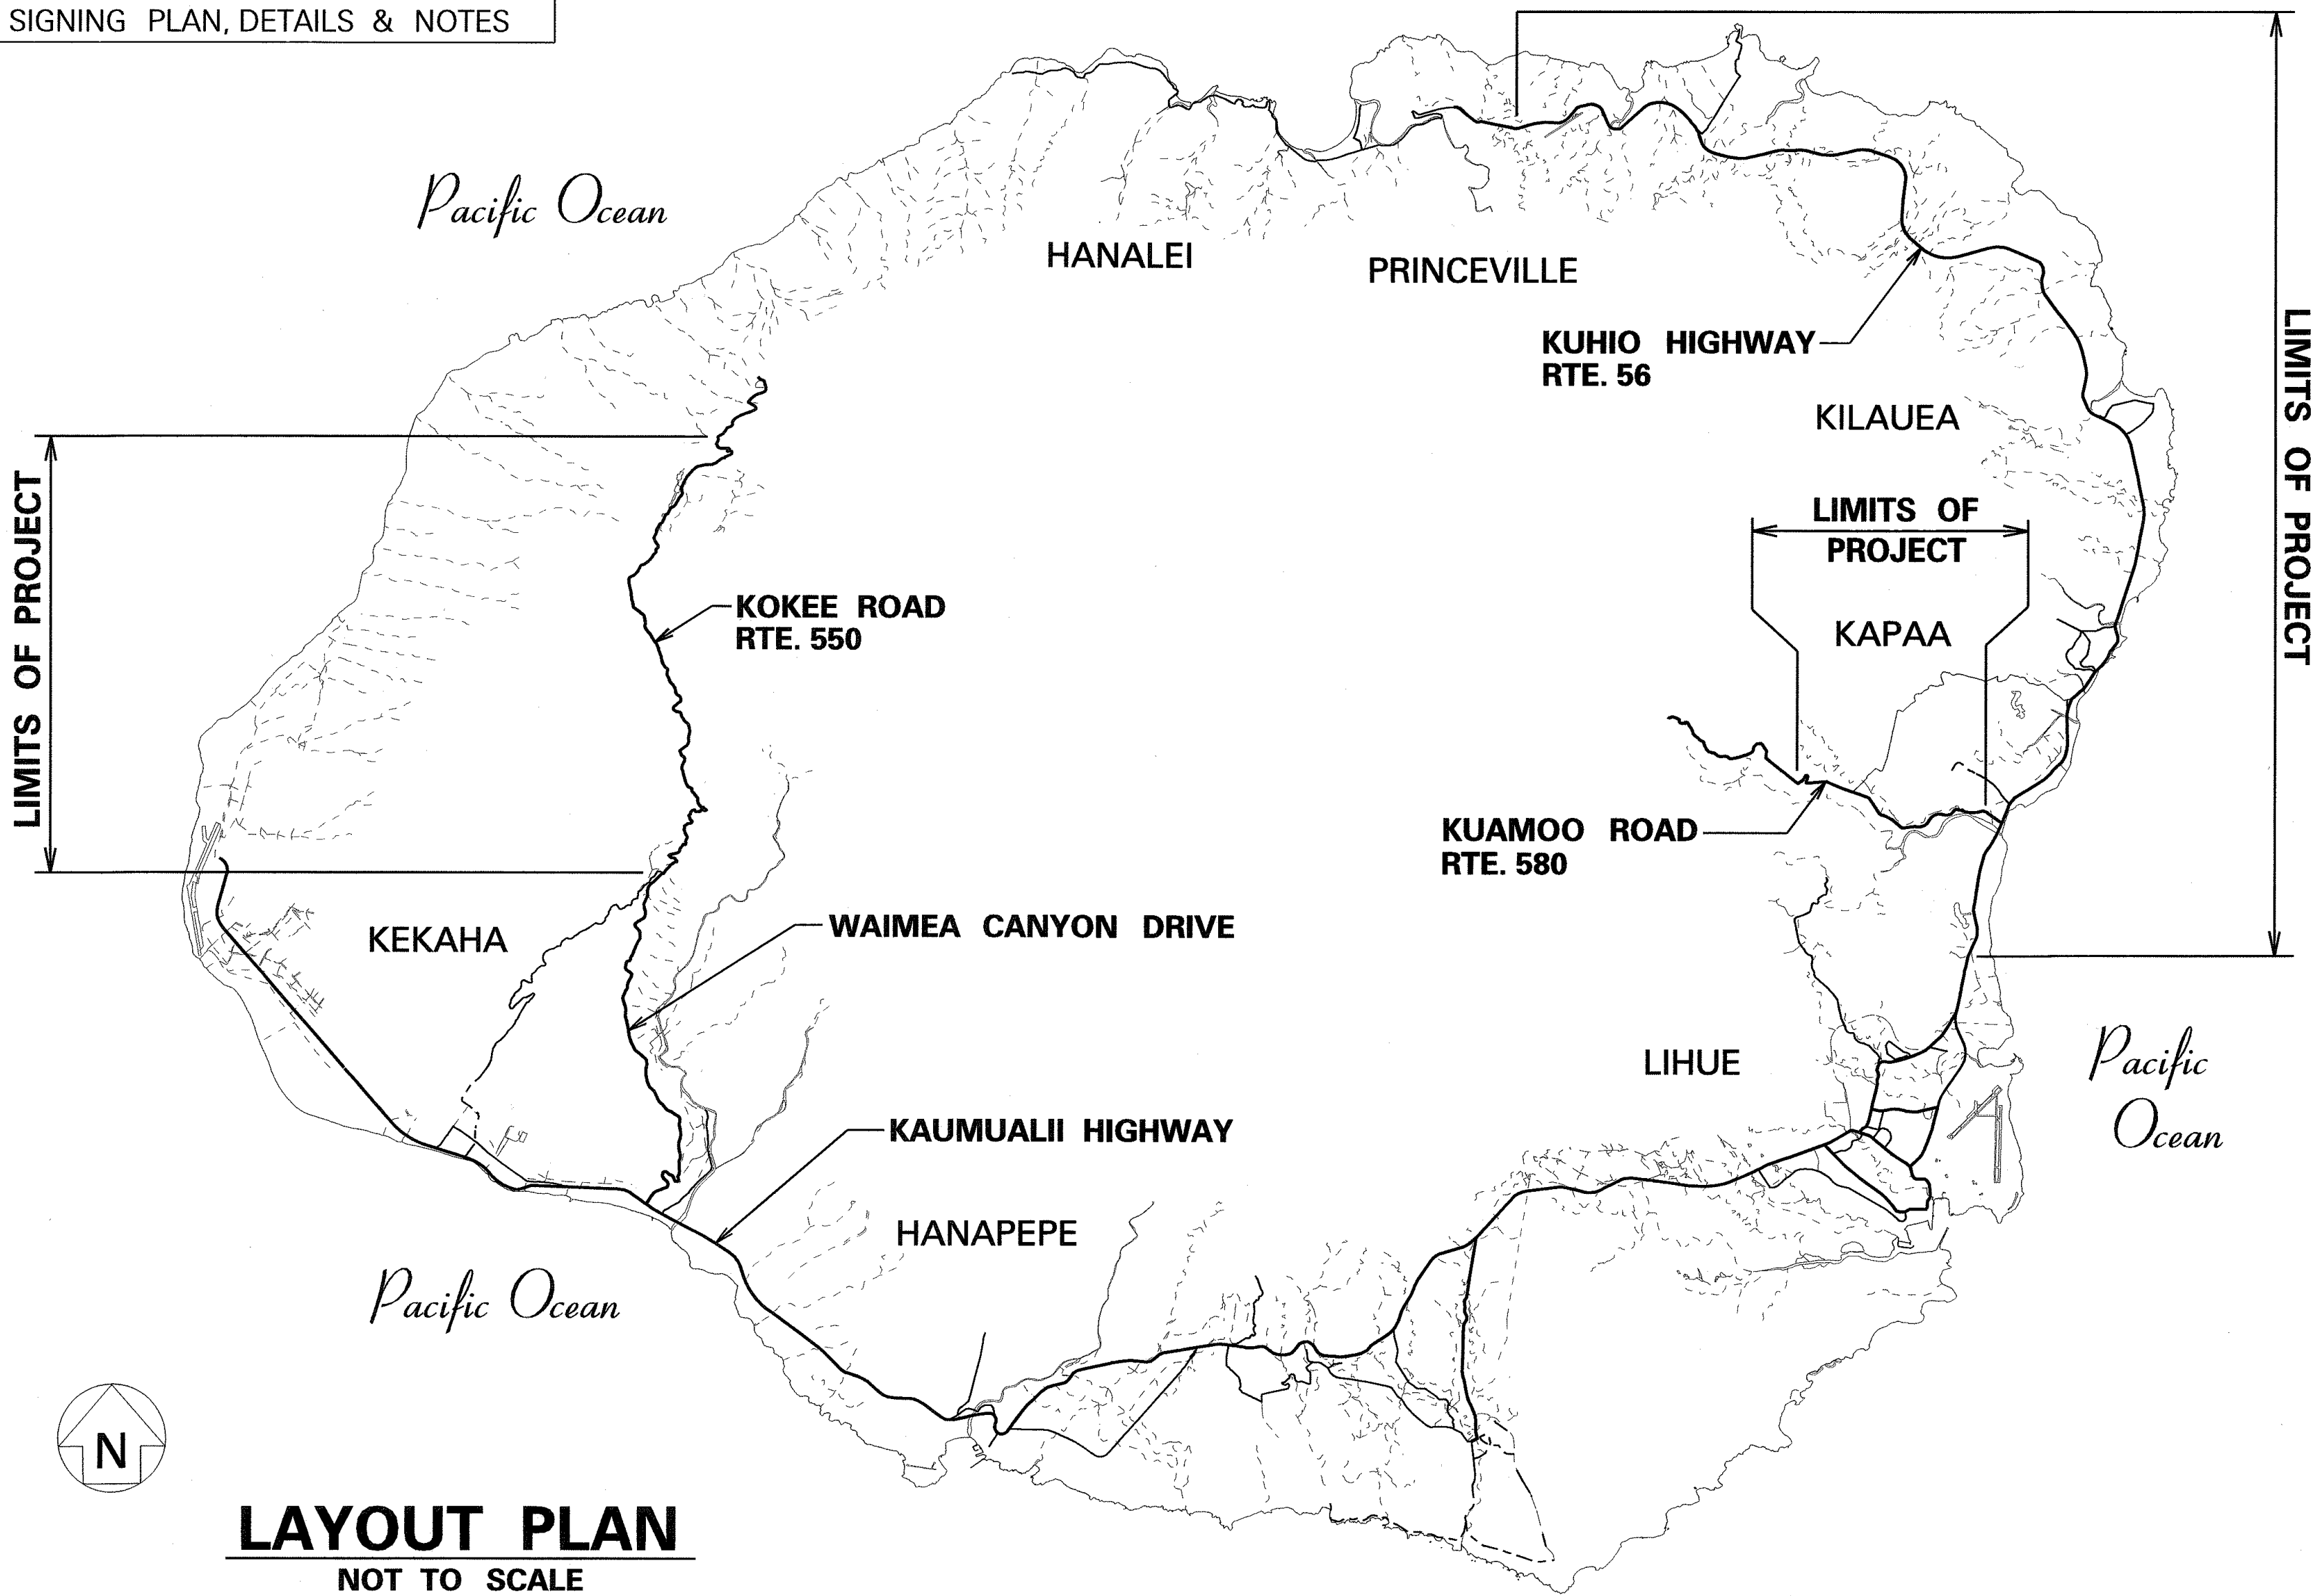 SIGNING PLAN, DETAILS & NOTES
Pacific Ocean
HANALEI
PRINCEVILLE
KUHIO HIGHWAY
RTE. 56
KILAUEA
LIMITS OF PROJECT
LIMITS OF
PROJECT
KAPAA
LIMITS OF PROJECT
KOKEE ROAD
RTE. 550
KUAMOO ROAD
RTE. 580
KEKAHA
WAIMEA CANYON DRIVE
LIHUE
Pacific
Ocean
KAUMUALII HIGHWAY
HANAPEPE
Pacific Ocean
N
LAYOUT PLAN
NOT TO SCALE